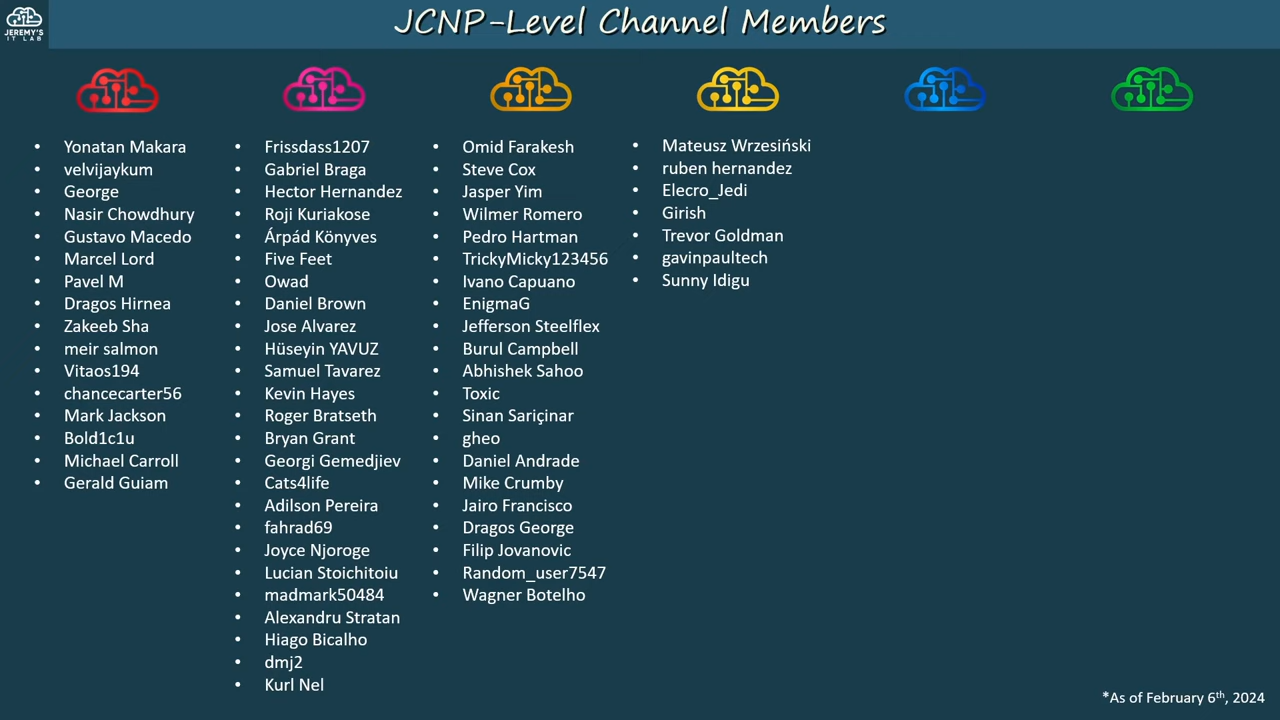 JEREMY'S
IT LAB
JCNP-Level Channel Members
• Yonatan Makara
• velvijaykum
• George
• Nasir Chowdhury
• Gustavo Macedo
• Marcel Lord
• Pavel M
• Dragos Hirnea
• Zakeeb Sha
• meir salmon
• Vitaos194
• chancecarter56
• Mark Jackson
• Bold1c1u
• Michael Carroll
• Gerald Guiam
• Frissdass1207
• Gabriel Braga
• Hector Hernandez
• Roji Kuriakose
• Árpád Könyves
• Five Feet
• Owad
• Daniel Brown
• Jose Alvarez
• Hüseyin YAVUZ
• Samuel Tavarez
• Kevin Hayes
• Roger Bratseth
• Bryan Grant
• Georgi Gemedjiev
• Cats4life
• Adilson Pereira
• fahrad69
• Joyce Njoroge
• Lucian Stoichitoiu
• madmark50484
• Alexandru Stratan
• Hiago Bicalho
• dmj2
• Kurl Nel
• Omid Farakesh
• Steve Cox
• Jasper Yim
• Wilmer Romero
• Pedro Hartman
• TrickyMicky123456
• Ivano Capuano
• EnigmaG
• Jefferson Steelflex
• Burul Campbell
• Abhishek Sahoo
• Toxic
• Sinan Sariçinar
• gheo
• Daniel Andrade
• Mike Crumby
• Jairo Francisco
• Dragos George
• Filip Jovanovic
• Random_user7547
• Wagner Botelho
• Mateusz Wrzesiński
• ruben hernandez
• Elecro_Jedi
• Girish
• Trevor Goldman
• gavinpaultech
• Sunny Idigu
*As of February 6th, 2024